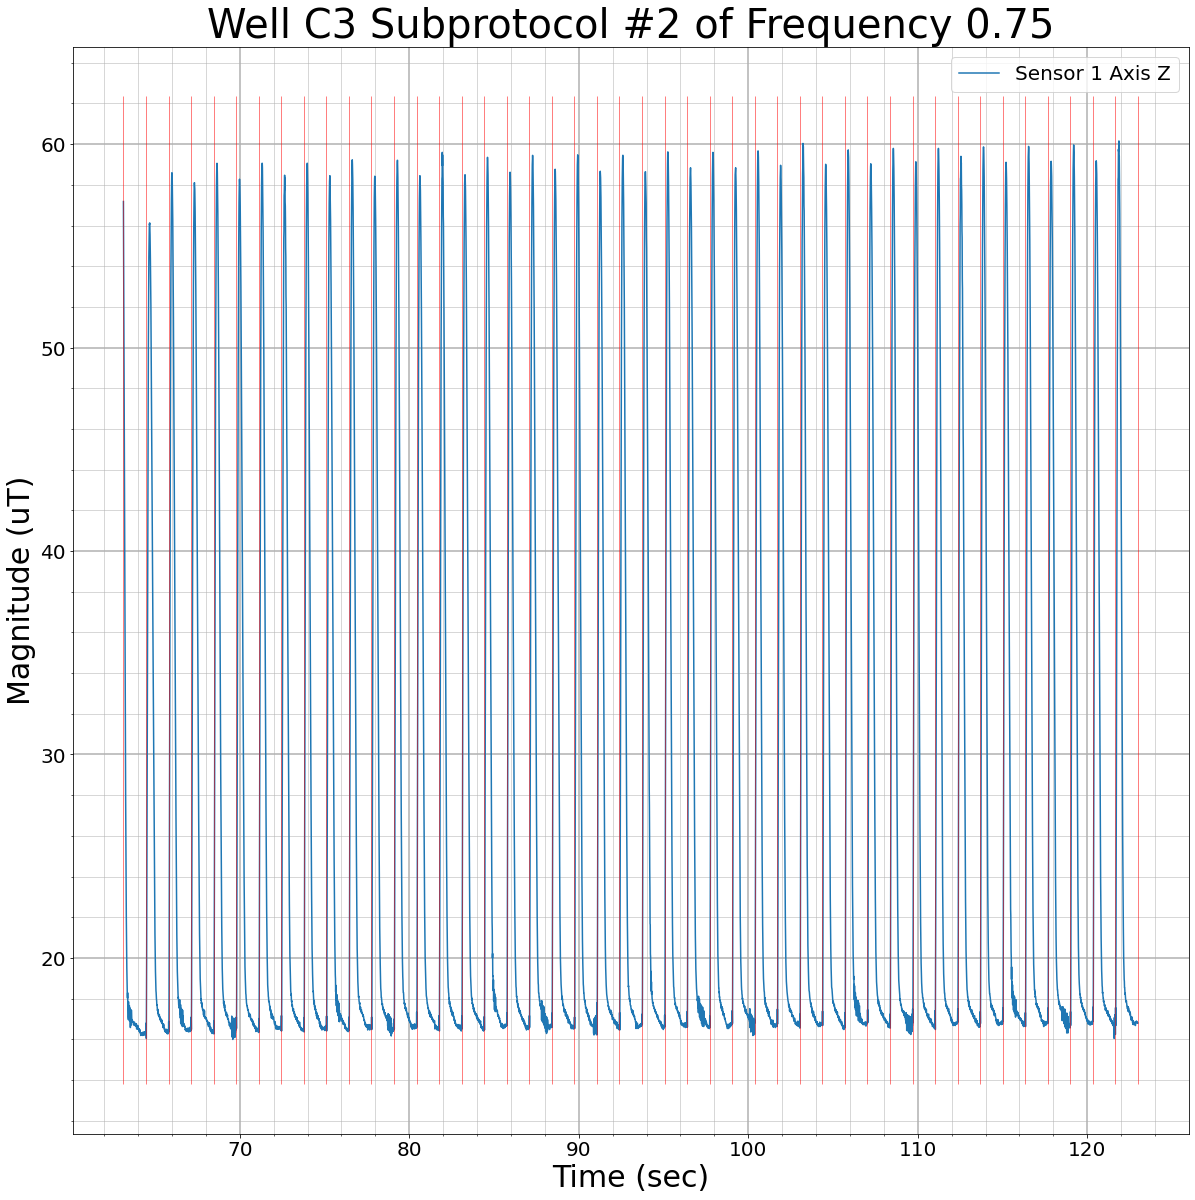 Well C3 Subprotocol #2 of Frequency 0.75
Sensor 1 Axis Z
60
50
40
30
20
Magnitude (uT)
70 80 90 100 110 120
Time (sec)